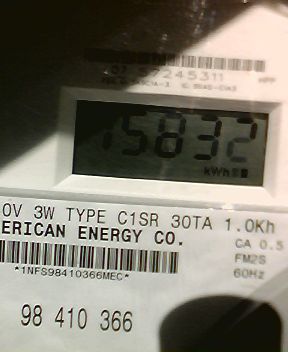 15832
kWh
0V 3W TYPE C1SR 30TA 1.0Kh
ERICAN ENERGY CO.
CA 0.5
FM2S
60Hz
*1NFS98410366MEC*
98 410 366